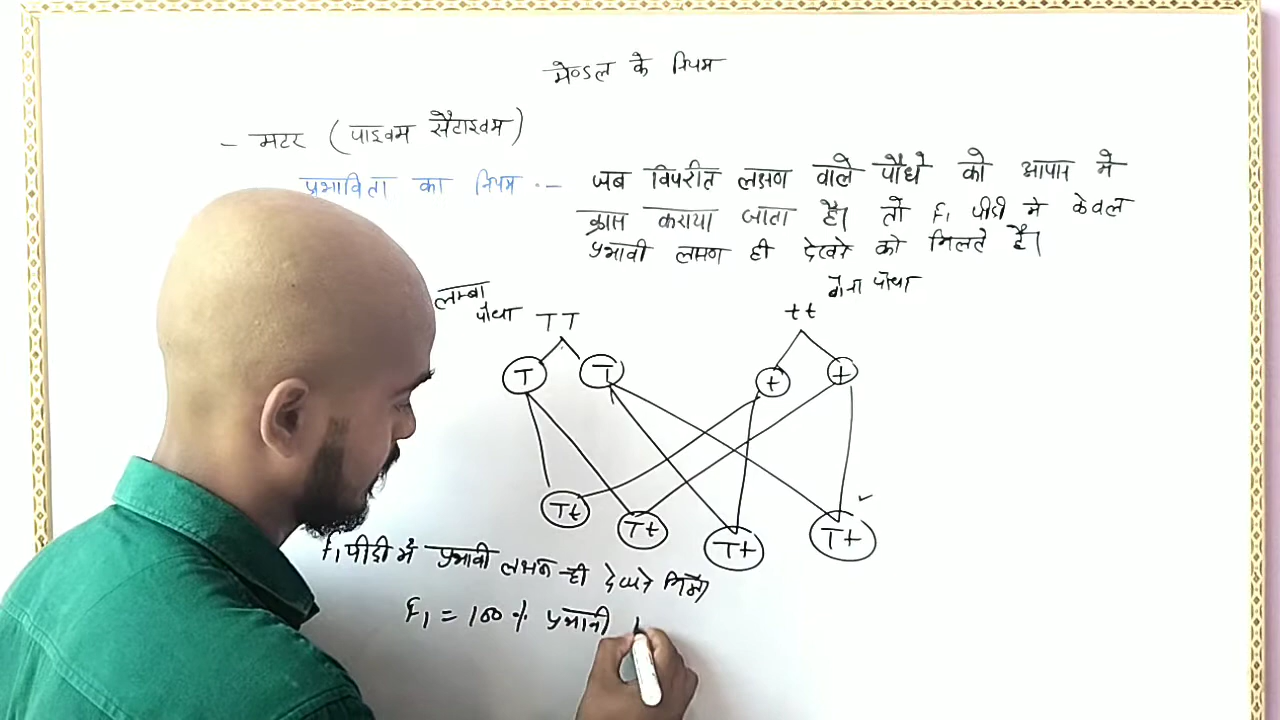 मेण्डल के नियम
- मटर (पाइवम सैटाइवम)
प्रभाविता का नियम :- जब विपरीत लक्षण वाले पौधे को आपस मे
क्रास कराया जाता है। तो F₁ पीढी मे केवल
प्रभावी लक्षण ही देखने को मिलते है।
लम्बा पौधा TT tt बौना पौधा
T T t t
Tt Tt Tt Tt ✓
F₁ पीढी में प्रभावी लक्षण ही देखने मिले।
F₁ = 100 % प्रभावी